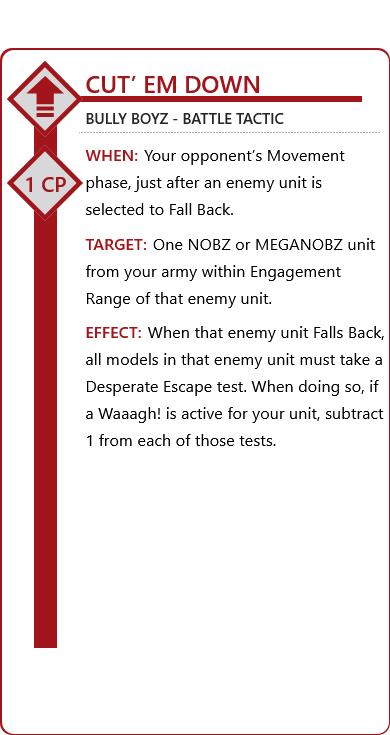 CUT’ EM DOWN
BULLY BOYZ - BATTLE TACTIC
WHEN: Your opponent’s Movement
1 CP
phase, just after an enemy unit is
selected to Fall Back.
TARGET: One NOBZ or MEGANOBZ unit
from your army within Engagement
Range of that enemy unit.
EFFECT: When that enemy unit Falls Back,
all models in that enemy unit must take a
Desperate Escape test. When doing so, if
a Waaagh! is active for your unit, subtract
1 from each of those tests.